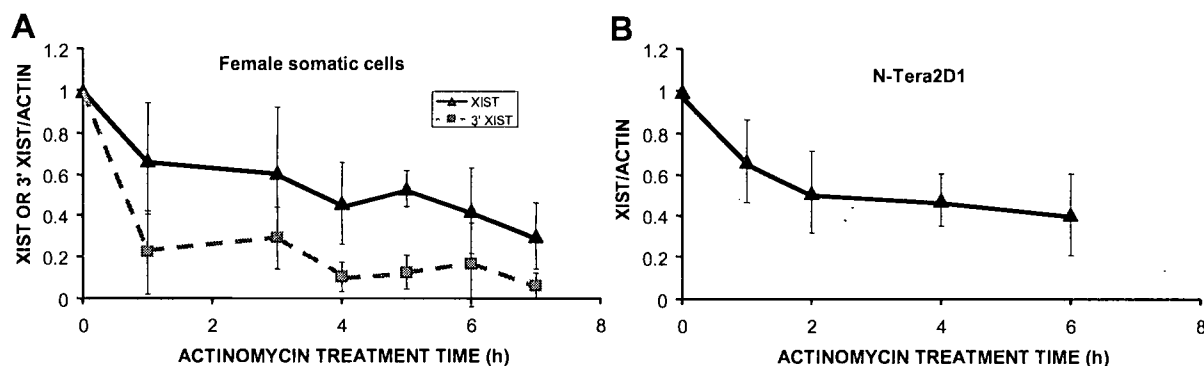 A
Female somatic cells
XIST
3' XIST
XIST OR 3' XIST/ACTIN
1.2
1
0.8
0.6
0.4
0.2
0
0 2 4 6 8
ACTINOMYCIN TREATMENT TIME (h)
B
N-Tera2D1
XIST/ACTIN
1.2
1
0.8
0.6
0.4
0.2
0
0 2 4 6 8
ACTINOMYCIN TREATMENT TIME (h)